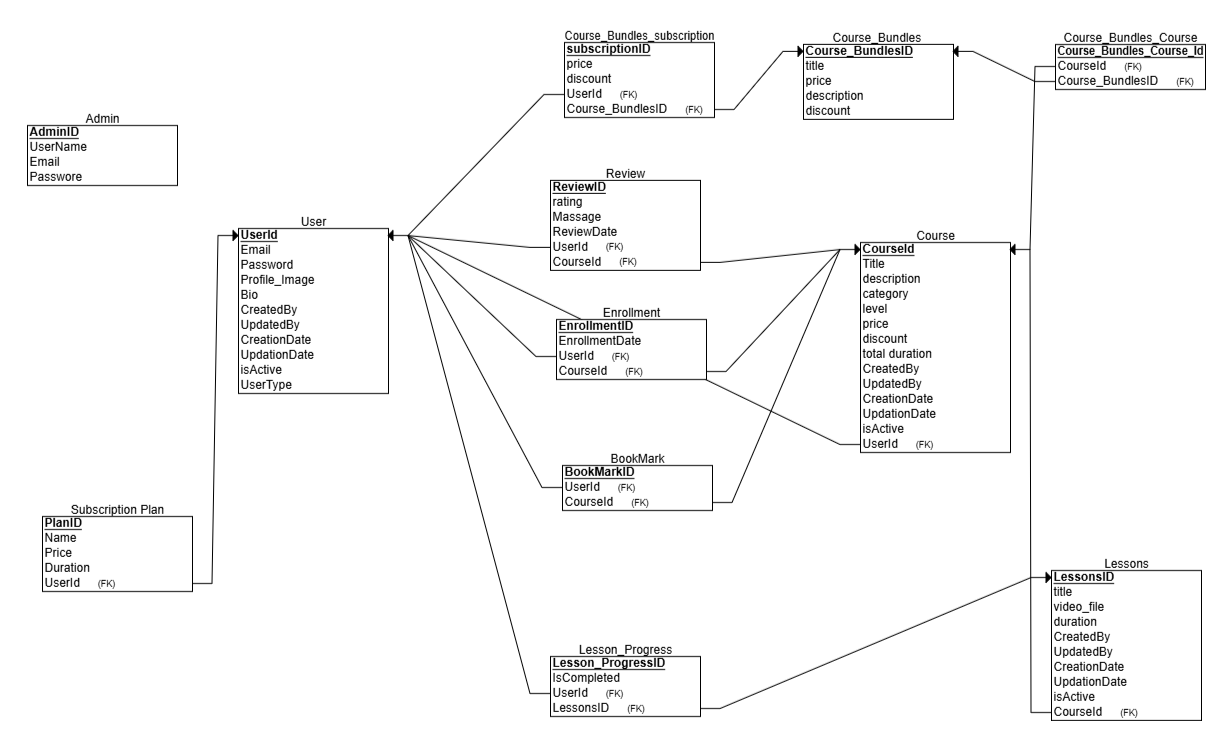 Course_Bundles_subscription
subscriptionID
price
discount
UserId (FK)
Course_BundlesID (FK)
Course_Bundles
Course_BundlesID
title
price
description
discount
Course_Bundles_Course
Course_Bundles_Course_Id
CourseId (FK)
Course_BundlesID (FK)
Admin
AdminID
UserName
Email
Passwore
Review
ReviewID
rating
Massage
ReviewDate
UserId (FK)
CourseId (FK)
User
UserId
Email
Password
Profile_Image
Bio
CreatedBy
UpdatedBy
CreationDate
UpdationDate
isActive
UserType
Course
CourseId
Title
description
category
level
price
discount
total duration
CreatedBy
UpdatedBy
CreationDate
UpdationDate
isActive
UserId (FK)
Enrollment
EnrollmentID
EnrollmentDate
UserId (FK)
CourseId (FK)
BookMark
BookMarkID
UserId (FK)
CourseId (FK)
Subscription Plan
PlanID
Name
Price
Duration
UserId (FK)
Lessons
LessonsID
title
video_file
duration
CreatedBy
UpdatedBy
CreationDate
UpdationDate
isActive
CourseId (FK)
Lesson_Progress
Lesson_ProgressID
IsCompleted
UserId (FK)
LessonsID (FK)